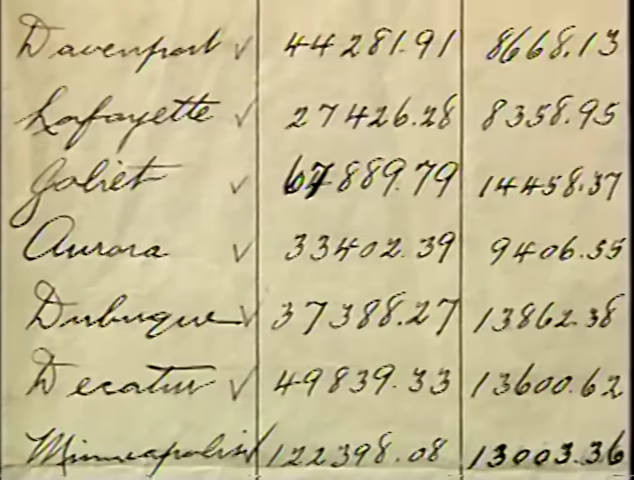 Davenport ✓ 44281.91 8668.13
Lafayette ✓ 27426.28 8358.95
Joliet ✓ 67889.79 14458.37
Aurora ✓ 33402.39 9406.55
Dubuque ✓ 37388.27 13862.38
Decatur ✓ 49839.33 13600.62
Minneapolis ✓ 122398.08 13003.36